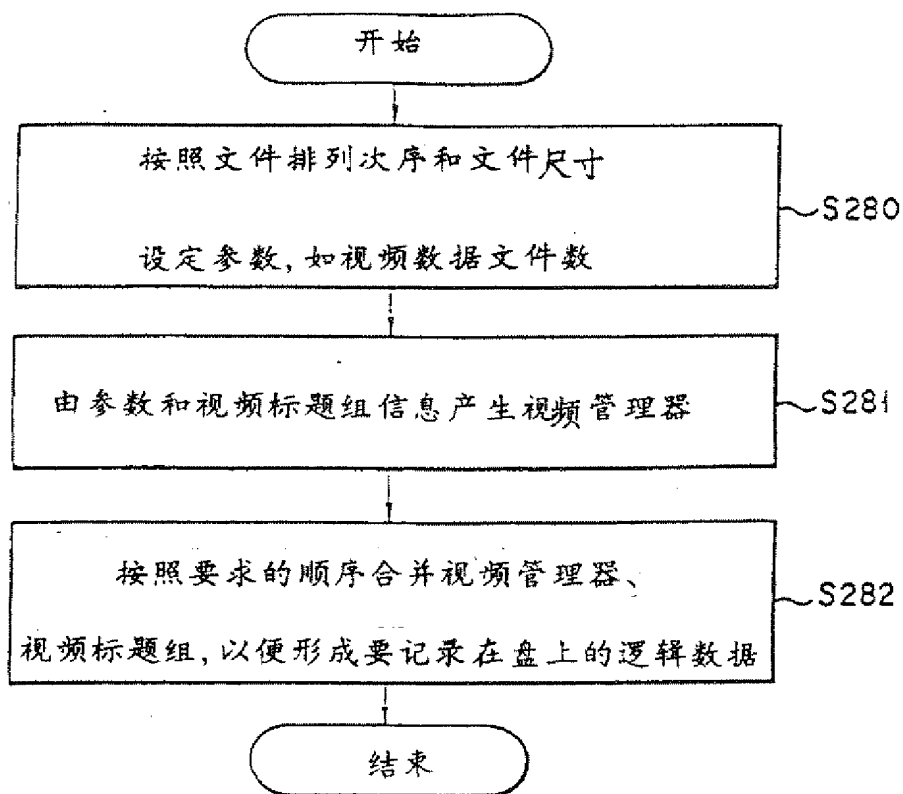 开始
按照文件排列次序和文件尺寸
设定参数,如视频数据文件数
S280
由参数和视频标题组信息产生视频管理器
S281
按照要求的顺序合并视频管理器、
视频标题组,以便形成要记录在盘上的逻辑数据
S282
结束